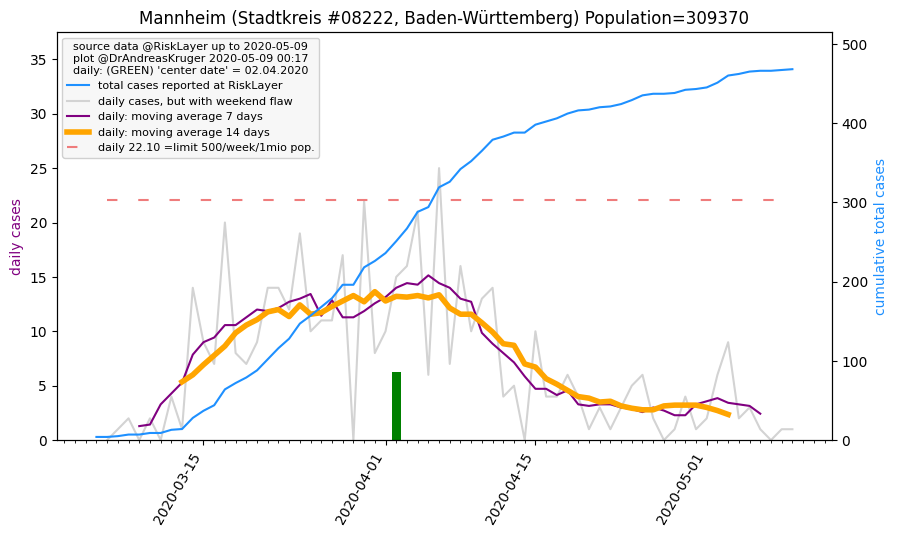 Mannheim (Stadtkreis #08222, Baden-Württemberg) Population=309370
source data @RiskLayer up to 2020-05-09
plot @DrAndreasKruger 2020-05-09 00:17
daily: (GREEN) 'center date' = 02.04.2020
total cases reported at RiskLayer
daily cases, but with weekend flaw
daily: moving average 7 days
daily: moving average 14 days
daily 22.10 =limit 500/week/1mio pop.
daily cases
35
30
25
20
15
10
5
0
cumulative total cases
500
400
300
200
100
0
2020-03-15
2020-04-01
2020-04-15
2020-05-01